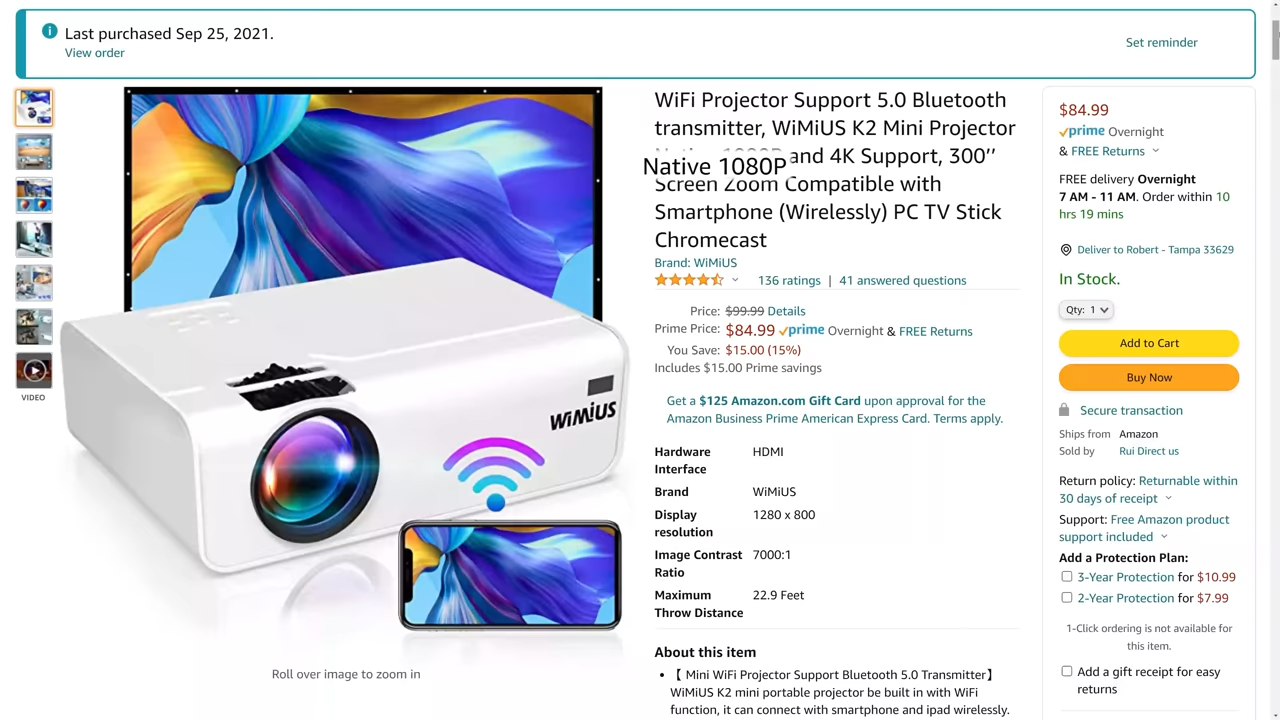 Last purchased Sep 25, 2021.
View order
Set reminder
WiFi Projector Support 5.0 Bluetooth
transmitter, WiMiUS K2 Mini Projector
Native 1080P and 4K Support, 300’’
Screen Zoom Compatible with
Smartphone (Wirelessly) PC TV Stick
Chromecast
Brand: WiMiUS
136 ratings | 41 answered questions
Price: $99.99 Details
Prime Price: $84.99 prime Overnight & FREE Returns
You Save: $15.00 (15%)
Includes $15.00 Prime savings
Get a $125 Amazon.com Gift Card upon approval for the
Amazon Business Prime American Express Card. Terms apply.
Hardware Interface HDMI
Brand WiMiUS
Display resolution 1280 x 800
Image Contrast Ratio 7000:1
Maximum Throw Distance 22.9 Feet
About this item
• 【 Mini WiFi Projector Support Bluetooth 5.0 Transmitter】
WiMiUS K2 mini portable projector be built in with WiFi
function, it can connect with smartphone and ipad wirelessly.
WiMiUS
VIDEO
Roll over image to zoom in
$84.99
prime Overnight
& FREE Returns
FREE delivery Overnight
7 AM - 11 AM. Order within 10
hrs 19 mins
Deliver to Robert - Tampa 33629
In Stock.
Qty: 1
Add to Cart
Buy Now
Secure transaction
Ships from Amazon
Sold by Rui Direct us
Return policy: Returnable within
30 days of receipt
Support: Free Amazon product
support included
Add a Protection Plan:
3-Year Protection for $10.99
2-Year Protection for $7.99
1-Click ordering is not available for
this item.
Add a gift receipt for easy
returns